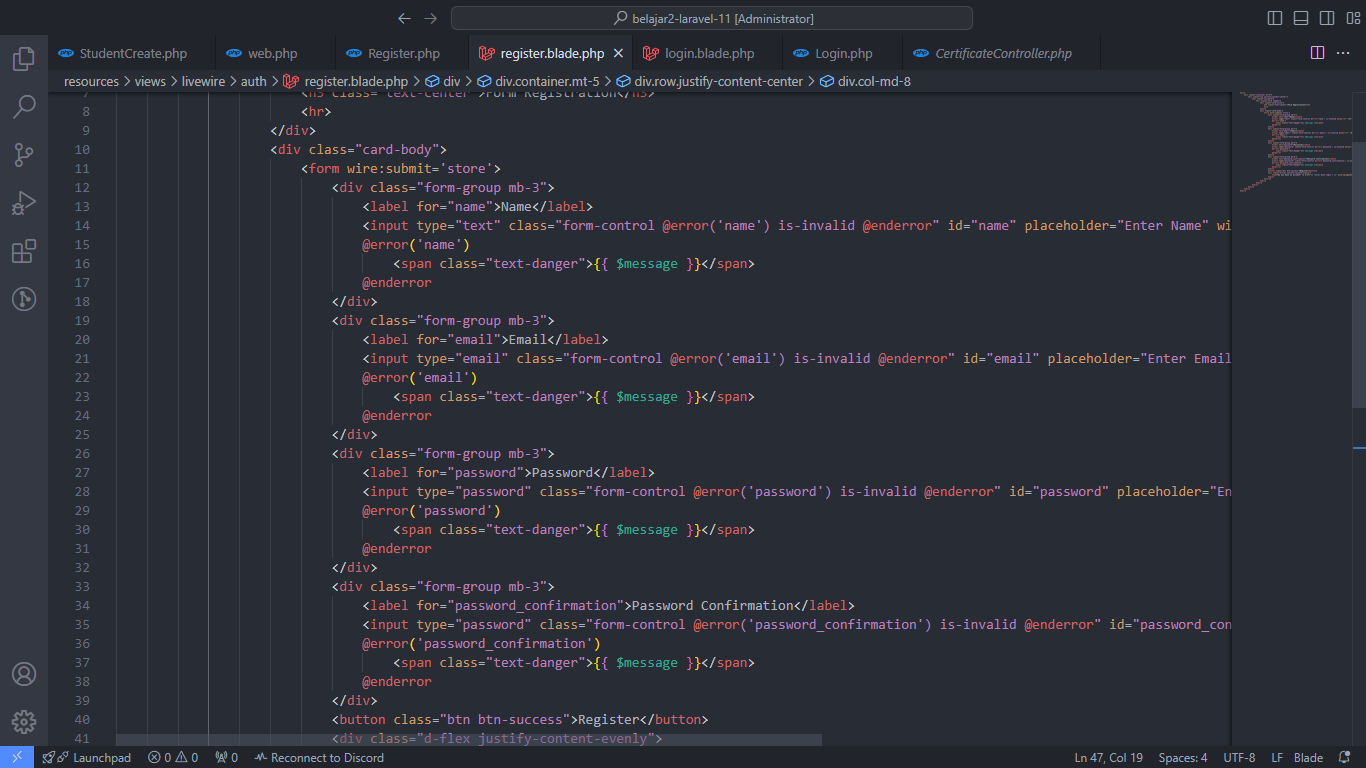 belajar2-laravel-11 [Administrator]
StudentCreate.php
web.php
Register.php
register.blade.php
login.blade.php
Login.php
CertificateController.php
resources > views > livewire > auth > register.blade.php > div > div.container.mt-5 > div.row.justify-content-center > div.col-md-8
7 <h3 class="text-center">Form Registration</h3>
8 <hr>
9 </div>
10 <div class="card-body">
11 <form wire:submit='store'>
12 <div class="form-group mb-3">
13 <label for="name">Name</label>
14 <input type="text" class="form-control @error('name') is-invalid @enderror" id="name" placeholder="Enter Name" wi
15 @error('name')
16 <span class="text-danger">{{ $message }}</span>
17 @enderror
18 </div>
19 <div class="form-group mb-3">
20 <label for="email">Email</label>
21 <input type="email" class="form-control @error('email') is-invalid @enderror" id="email" placeholder="Enter Email
22 @error('email')
23 <span class="text-danger">{{ $message }}</span>
24 @enderror
25 </div>
26 <div class="form-group mb-3">
27 <label for="password">Password</label>
28 <input type="password" class="form-control @error('password') is-invalid @enderror" id="password" placeholder="En
29 @error('password')
30 <span class="text-danger">{{ $message }}</span>
31 @enderror
32 </div>
33 <div class="form-group mb-3">
34 <label for="password_confirmation">Password Confirmation</label>
35 <input type="password" class="form-control @error('password_confirmation') is-invalid @enderror" id="password_con
36 @error('password_confirmation')
37 <span class="text-danger">{{ $message }}</span>
38 @enderror
39 </div>
40 <button class="btn btn-success">Register</button>
41 <div class="d-flex justify-content-evenly">
Launchpad 0 0 0 Reconnect to Discord Ln 47, Col 19 Spaces: 4 UTF-8 LF Blade